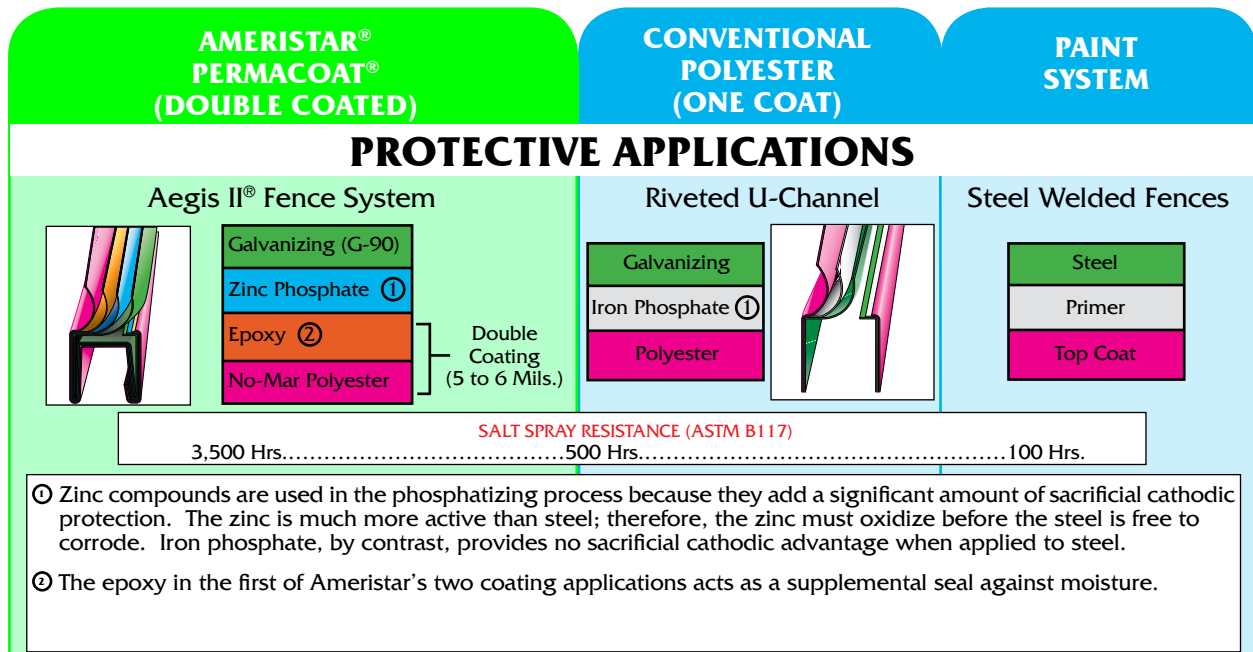 AMERISTAR®
PERMACOAT®
(DOUBLE COATED)
CONVENTIONAL
POLYESTER
(ONE COAT)
PAINT
SYSTEM
PROTECTIVE APPLICATIONS
Aegis II® Fence System
Galvanizing (G-90)
Zinc Phosphate ①
Epoxy ②
No-Mar Polyester
Double
Coating
(5 to 6 Mils.)
Riveted U-Channel
Galvanizing
Iron Phosphate ①
Polyester
Steel Welded Fences
Steel
Primer
Top Coat
SALT SPRAY RESISTANCE (ASTM B117)
3,500 Hrs.......................................500 Hrs....................................................100 Hrs.
① Zinc compounds are used in the phosphatizing process because they add a significant amount of sacrificial cathodic
protection. The zinc is much more active than steel; therefore, the zinc must oxidize before the steel is free to
corrode. Iron phosphate, by contrast, provides no sacrificial cathodic advantage when applied to steel.
② The epoxy in the first of Ameristar's two coating applications acts as a supplemental seal against moisture.